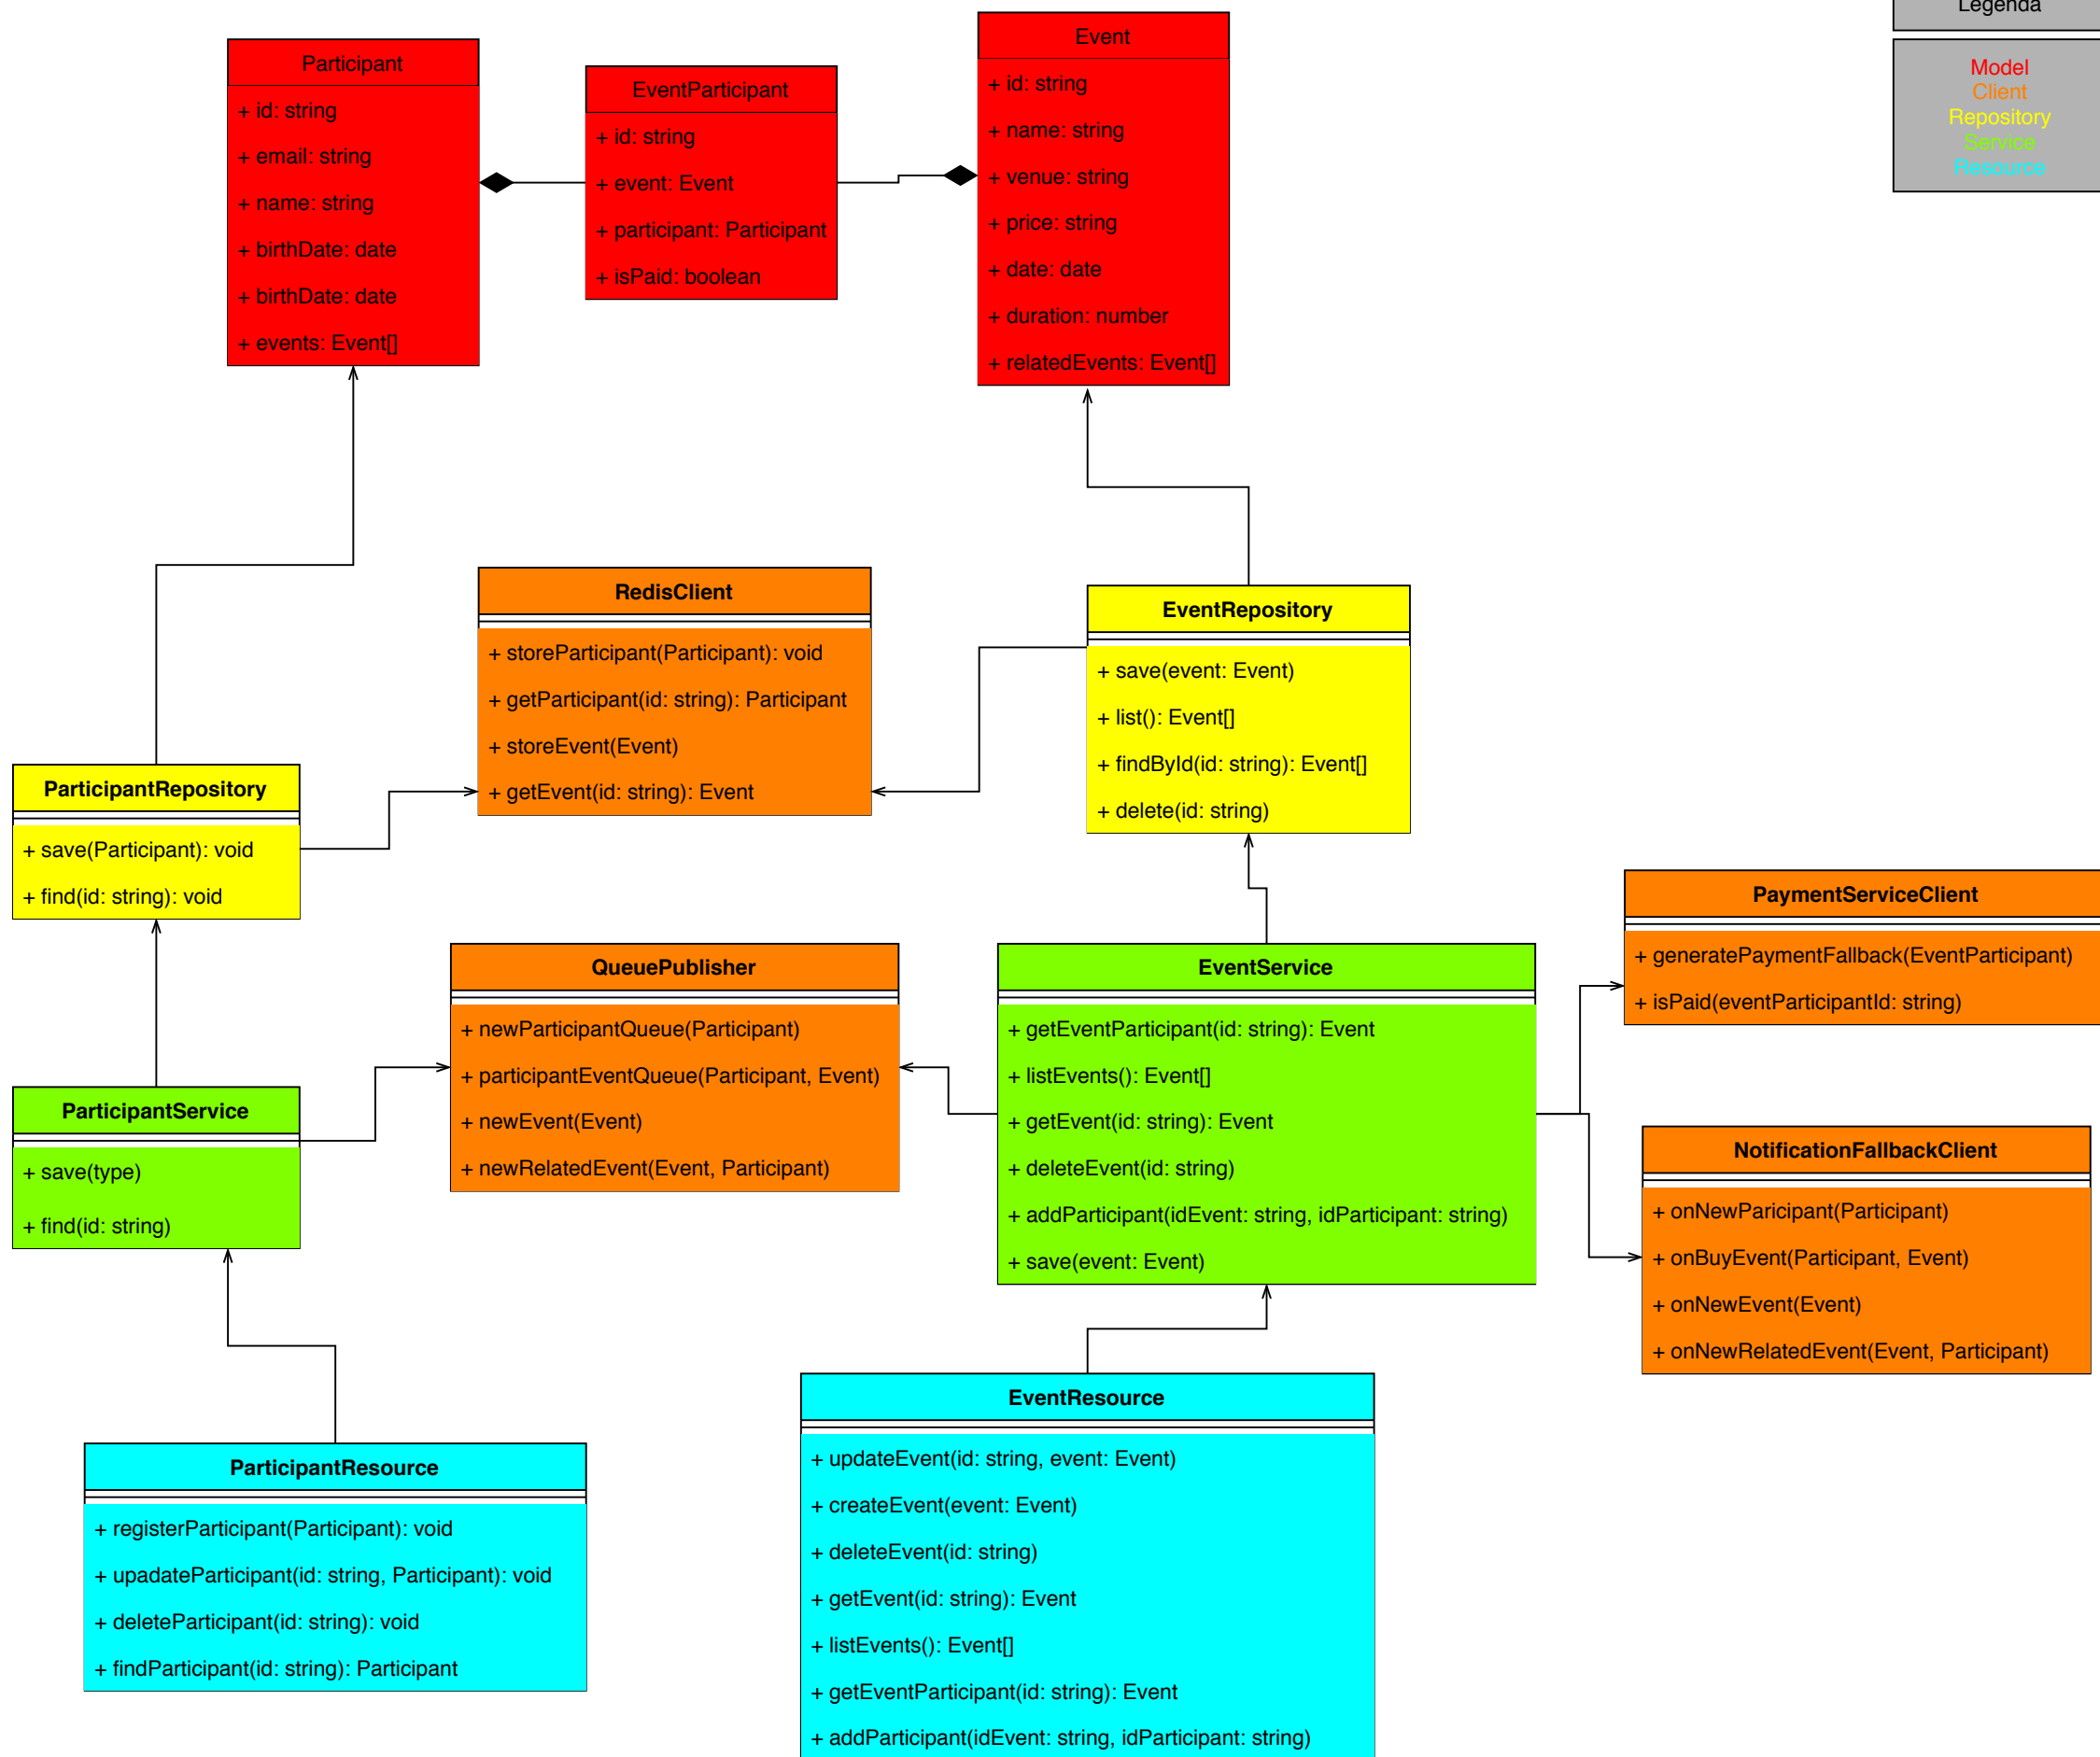 Legenda
Model
Client
Repository
Service
Resource
Participant
+ id: string
+ email: string
+ name: string
+ birthDate: date
+ birthDate: date
+ events: Event[]
EventParticipant
+ id: string
+ event: Event
+ participant: Participant
+ isPaid: boolean
Event
+ id: string
+ name: string
+ venue: string
+ price: string
+ date: date
+ duration: number
+ relatedEvents: Event[]
RedisClient
+ storeParticipant(Participant): void
+ getParticipant(id: string): Participant
+ storeEvent(Event)
+ getEvent(id: string): Event
EventRepository
+ save(event: Event)
+ list(): Event[]
+ findById(id: string): Event[]
+ delete(id: string)
ParticipantRepository
+ save(Participant): void
+ find(id: string): void
PaymentServiceClient
+ generatePaymentFallback(EventParticipant)
+ isPaid(eventParticipantId: string)
QueuePublisher
+ newParticipantQueue(Participant)
+ participantEventQueue(Participant, Event)
+ newEvent(Event)
+ newRelatedEvent(Event, Participant)
EventService
+ getEventParticipant(id: string): Event
+ listEvents(): Event[]
+ getEvent(id: string): Event
+ deleteEvent(id: string)
+ addParticipant(idEvent: string, idParticipant: string)
+ save(event: Event)
ParticipantService
+ save(type)
+ find(id: string)
NotificationFallbackClient
+ onNewParicipant(Participant)
+ onBuyEvent(Participant, Event)
+ onNewEvent(Event)
+ onNewRelatedEvent(Event, Participant)
ParticipantResource
+ registerParticipant(Participant): void
+ upadateParticipant(id: string, Participant): void
+ deleteParticipant(id: string): void
+ findParticipant(id: string): Participant
EventResource
+ updateEvent(id: string, event: Event)
+ createEvent(event: Event)
+ deleteEvent(id: string)
+ getEvent(id: string): Event
+ listEvents(): Event[]
+ getEventParticipant(id: string): Event
+ addParticipant(idEvent: string, idParticipant: string)